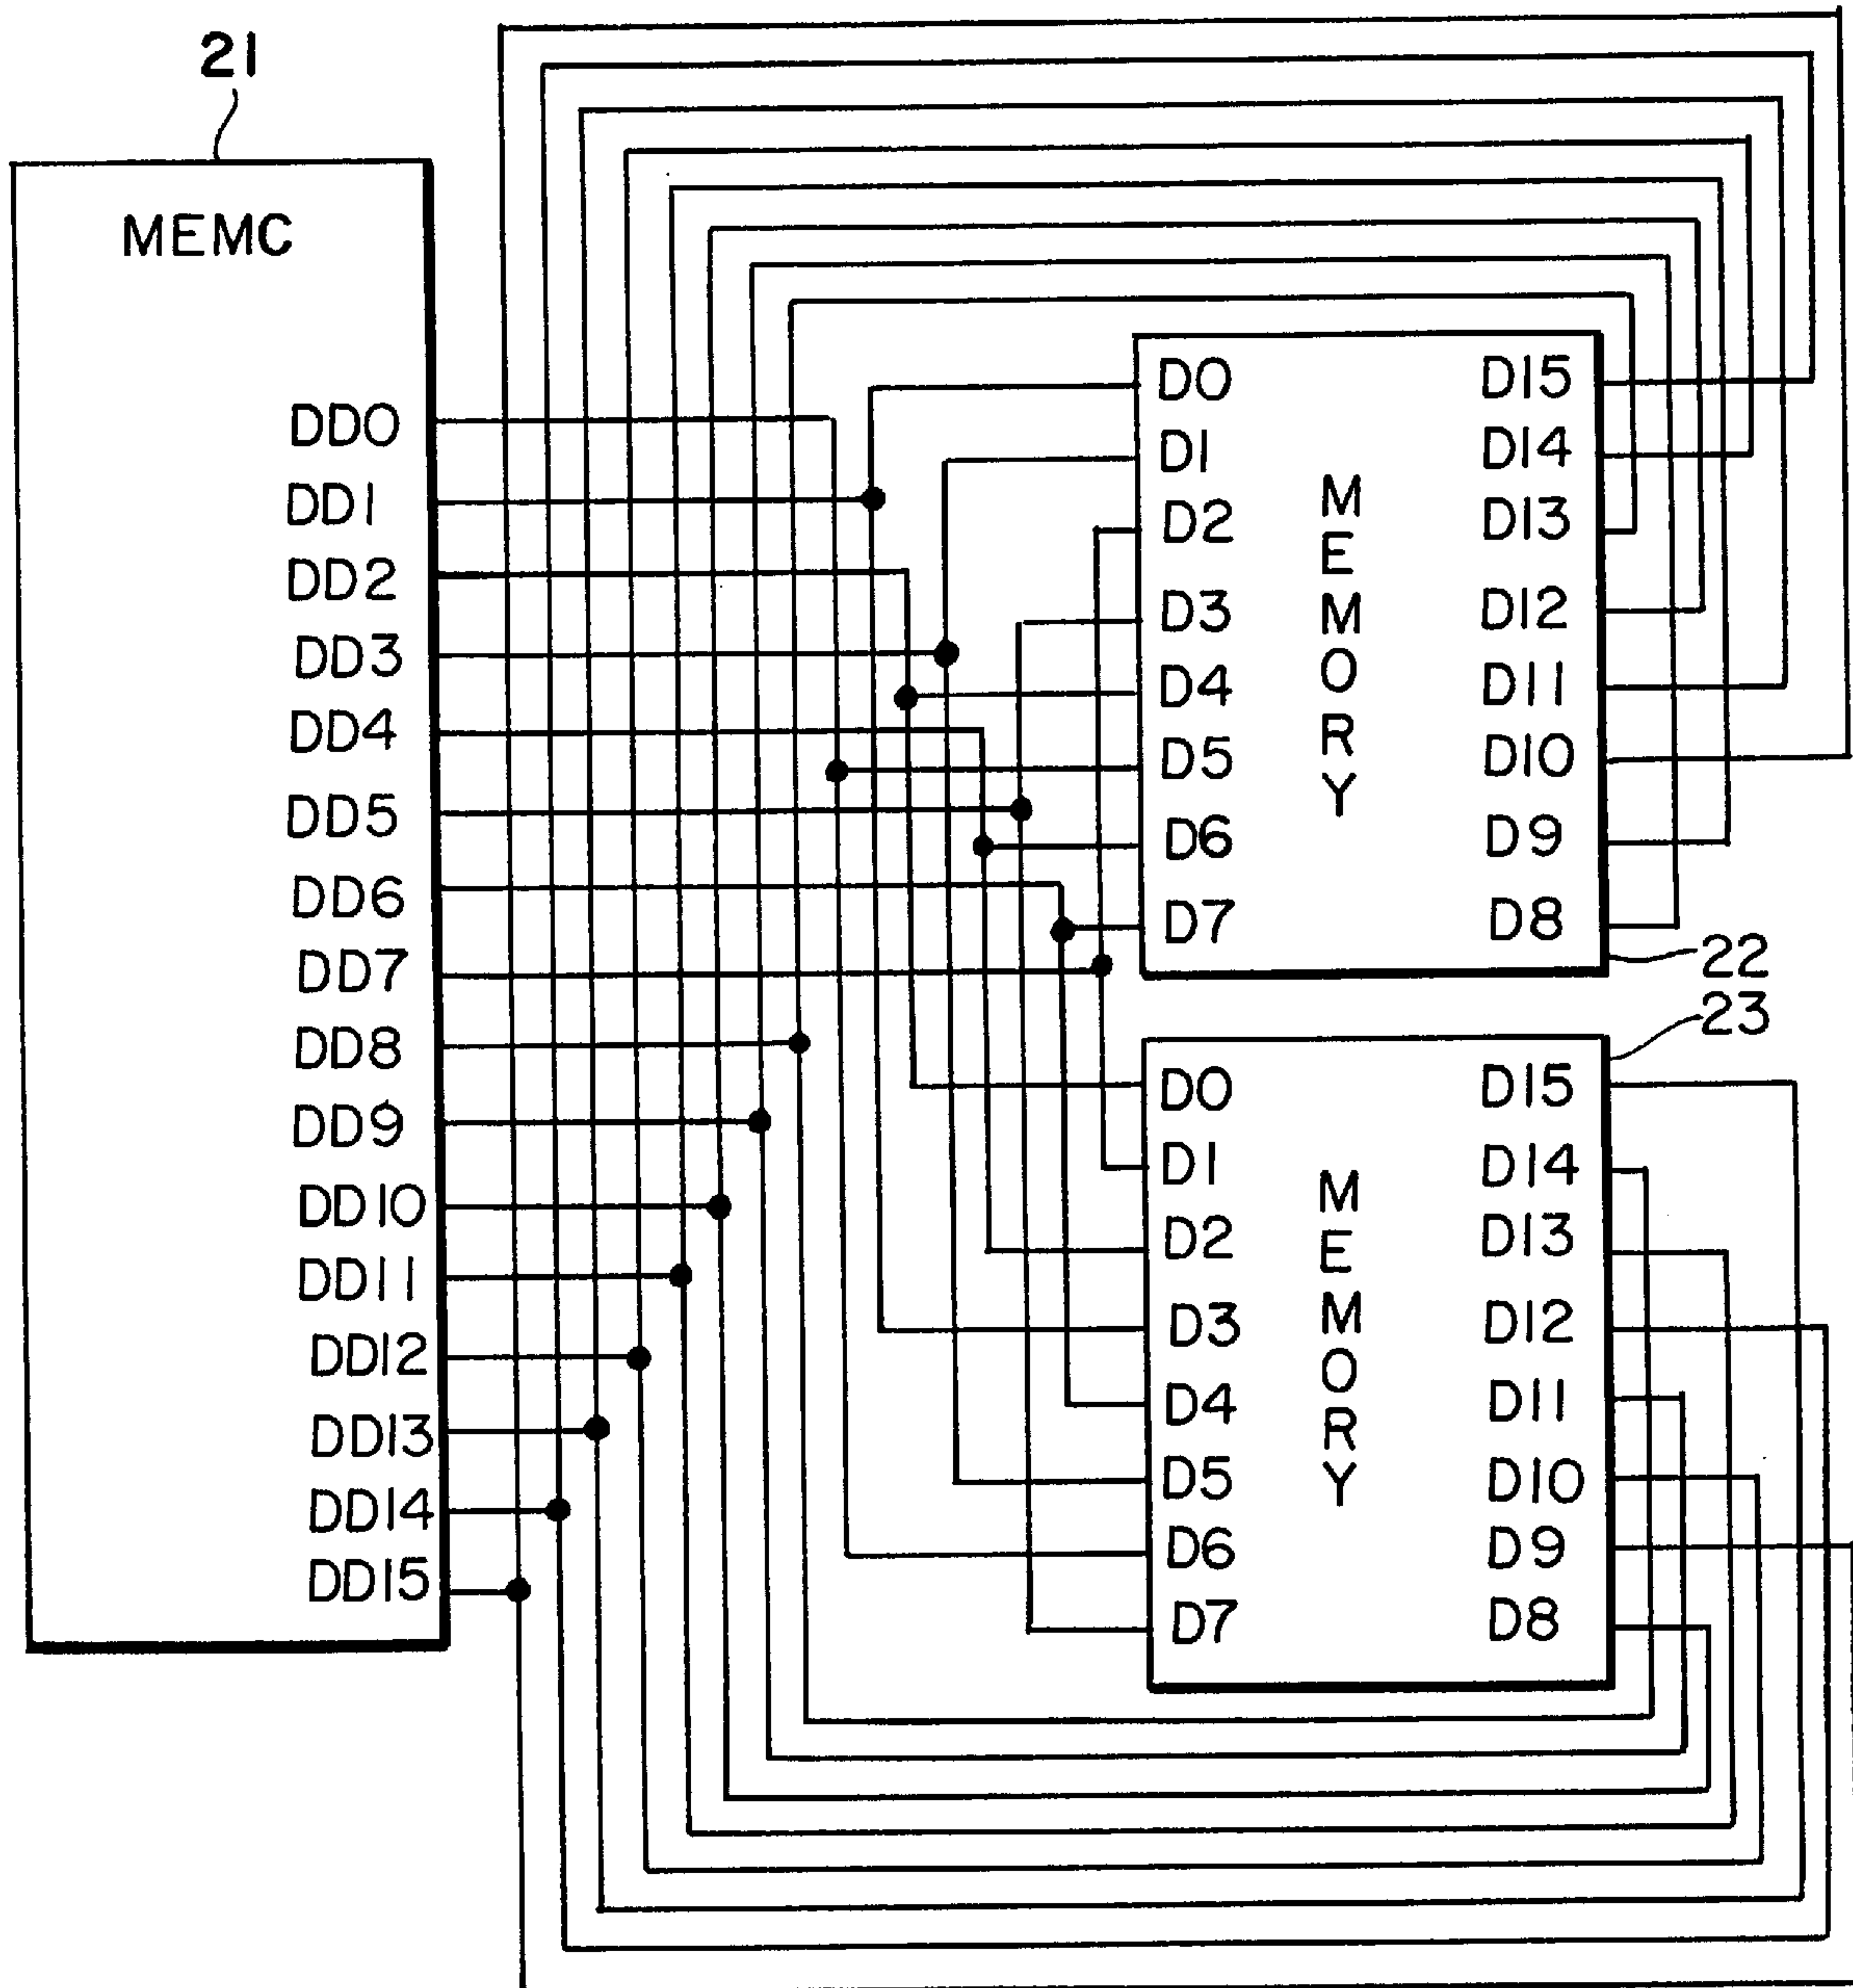 21
MEMC
DD0
DD1
DD2
DD3
DD4
DD5
DD6
DD7
DD8
DD9
DD10
DD11
DD12
DD13
DD14
DD15
D0 D15
D1 D14
D2 D13
D3 D12
D4 D11
D5 D10
D6 D9
D7 D8
MEMORY
22
23
D0 D15
D1 D14
D2 D13
D3 D12
D4 D11
D5 D10
D6 D9
D7 D8
MEMORY